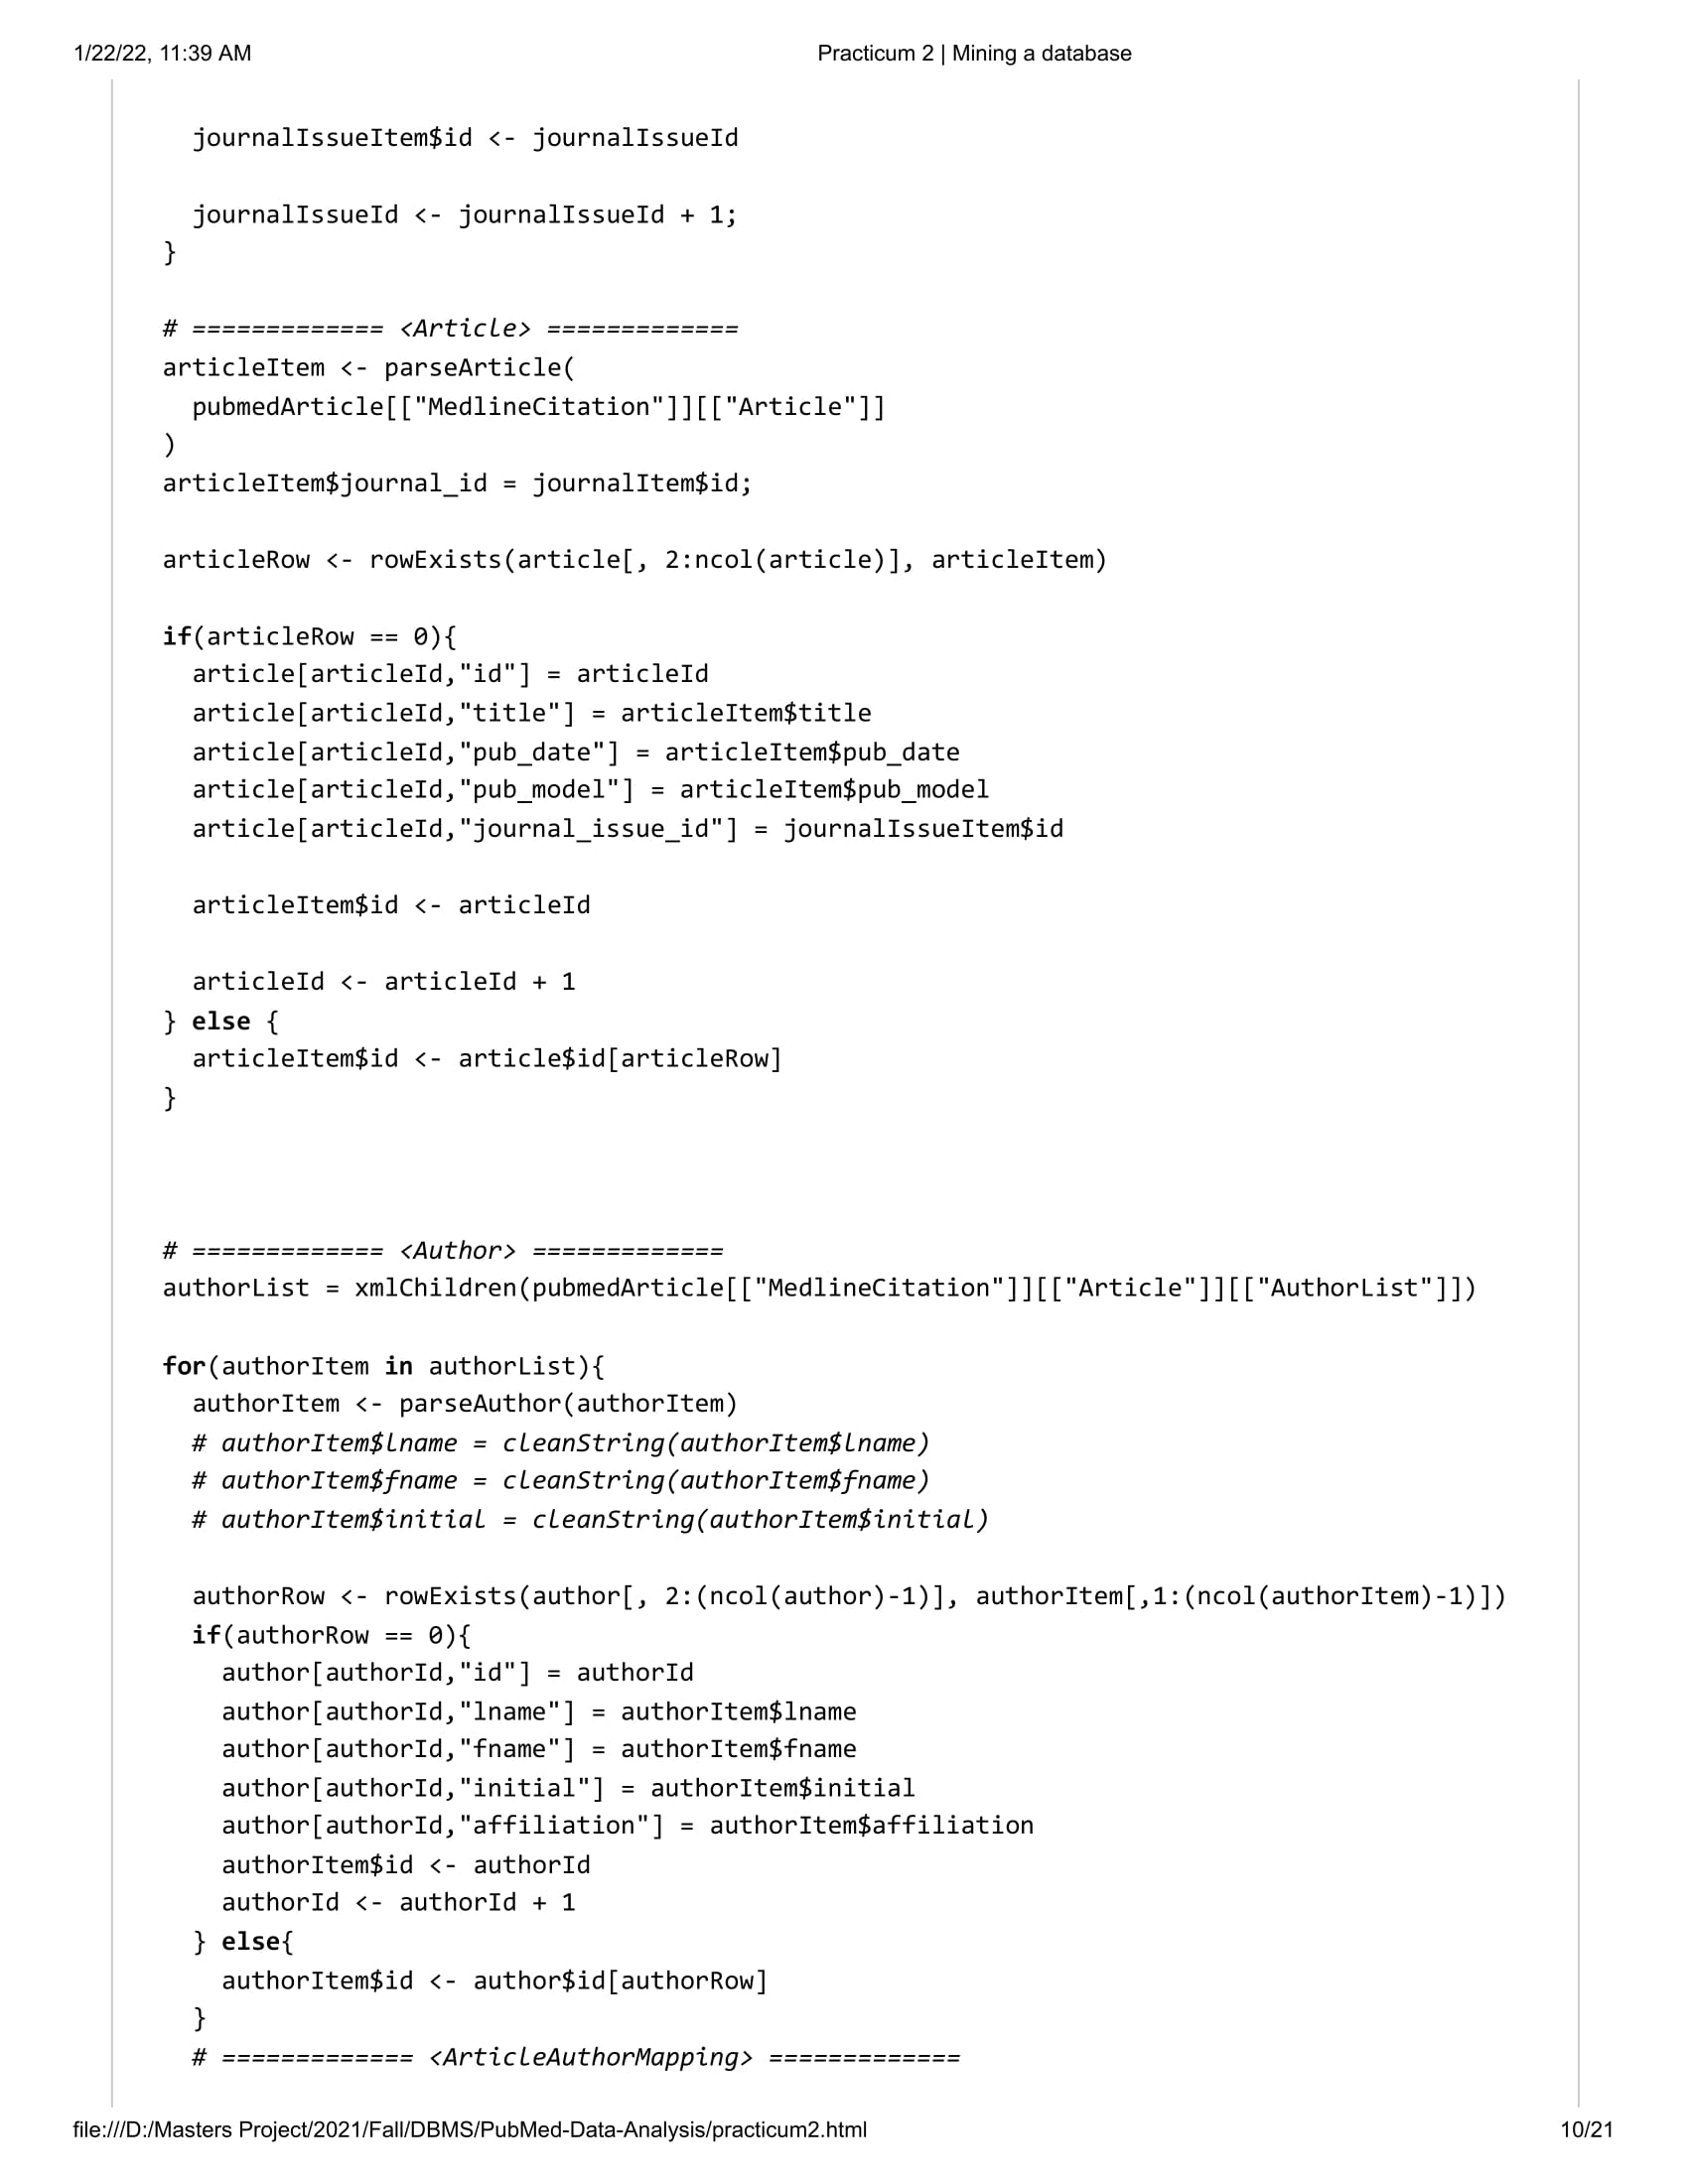 1/22/22, 11:39 AM Practicum 2 | Mining a database
journalIssueItem$id <- journalIssueId
journalIssueId <- journalIssueId + 1;
}
# ============= <Article> =============
articleItem <- parseArticle(
pubmedArticle[["MedlineCitation"]][["Article"]]
)
articleItem$journal_id = journalItem$id;
articleRow <- rowExists(article[, 2:ncol(article)], articleItem)
if(articleRow == 0){
article[articleId,"id"] = articleId
article[articleId,"title"] = articleItem$title
article[articleId,"pub_date"] = articleItem$pub_date
article[articleId,"pub_model"] = articleItem$pub_model
article[articleId,"journal_issue_id"] = journalIssueItem$id
articleItem$id <- articleId
articleId <- articleId + 1
} else {
articleItem$id <- article$id[articleRow]
}
# ============= <Author> =============
authorList = xmlChildren(pubmedArticle[["MedlineCitation"]][["Article"]][["AuthorList"]])
for(authorItem in authorList){
authorItem <- parseAuthor(authorItem)
# authorItem$lname = cleanString(authorItem$lname)
# authorItem$fname = cleanString(authorItem$fname)
# authorItem$initial = cleanString(authorItem$initial)
authorRow <- rowExists(author[, 2:(ncol(author)-1)], authorItem[,1:(ncol(authorItem)-1)])
if(authorRow == 0){
author[authorId,"id"] = authorId
author[authorId,"lname"] = authorItem$lname
author[authorId,"fname"] = authorItem$fname
author[authorId,"initial"] = authorItem$initial
author[authorId,"affiliation"] = authorItem$affiliation
authorItem$id <- authorId
authorId <- authorId + 1
} else{
authorItem$id <- author$id[authorRow]
}
# ============= <ArticleAuthorMapping> =============
file:///D:/Masters Project/2021/Fall/DBMS/PubMed-Data-Analysis/practicum2.html 10/21